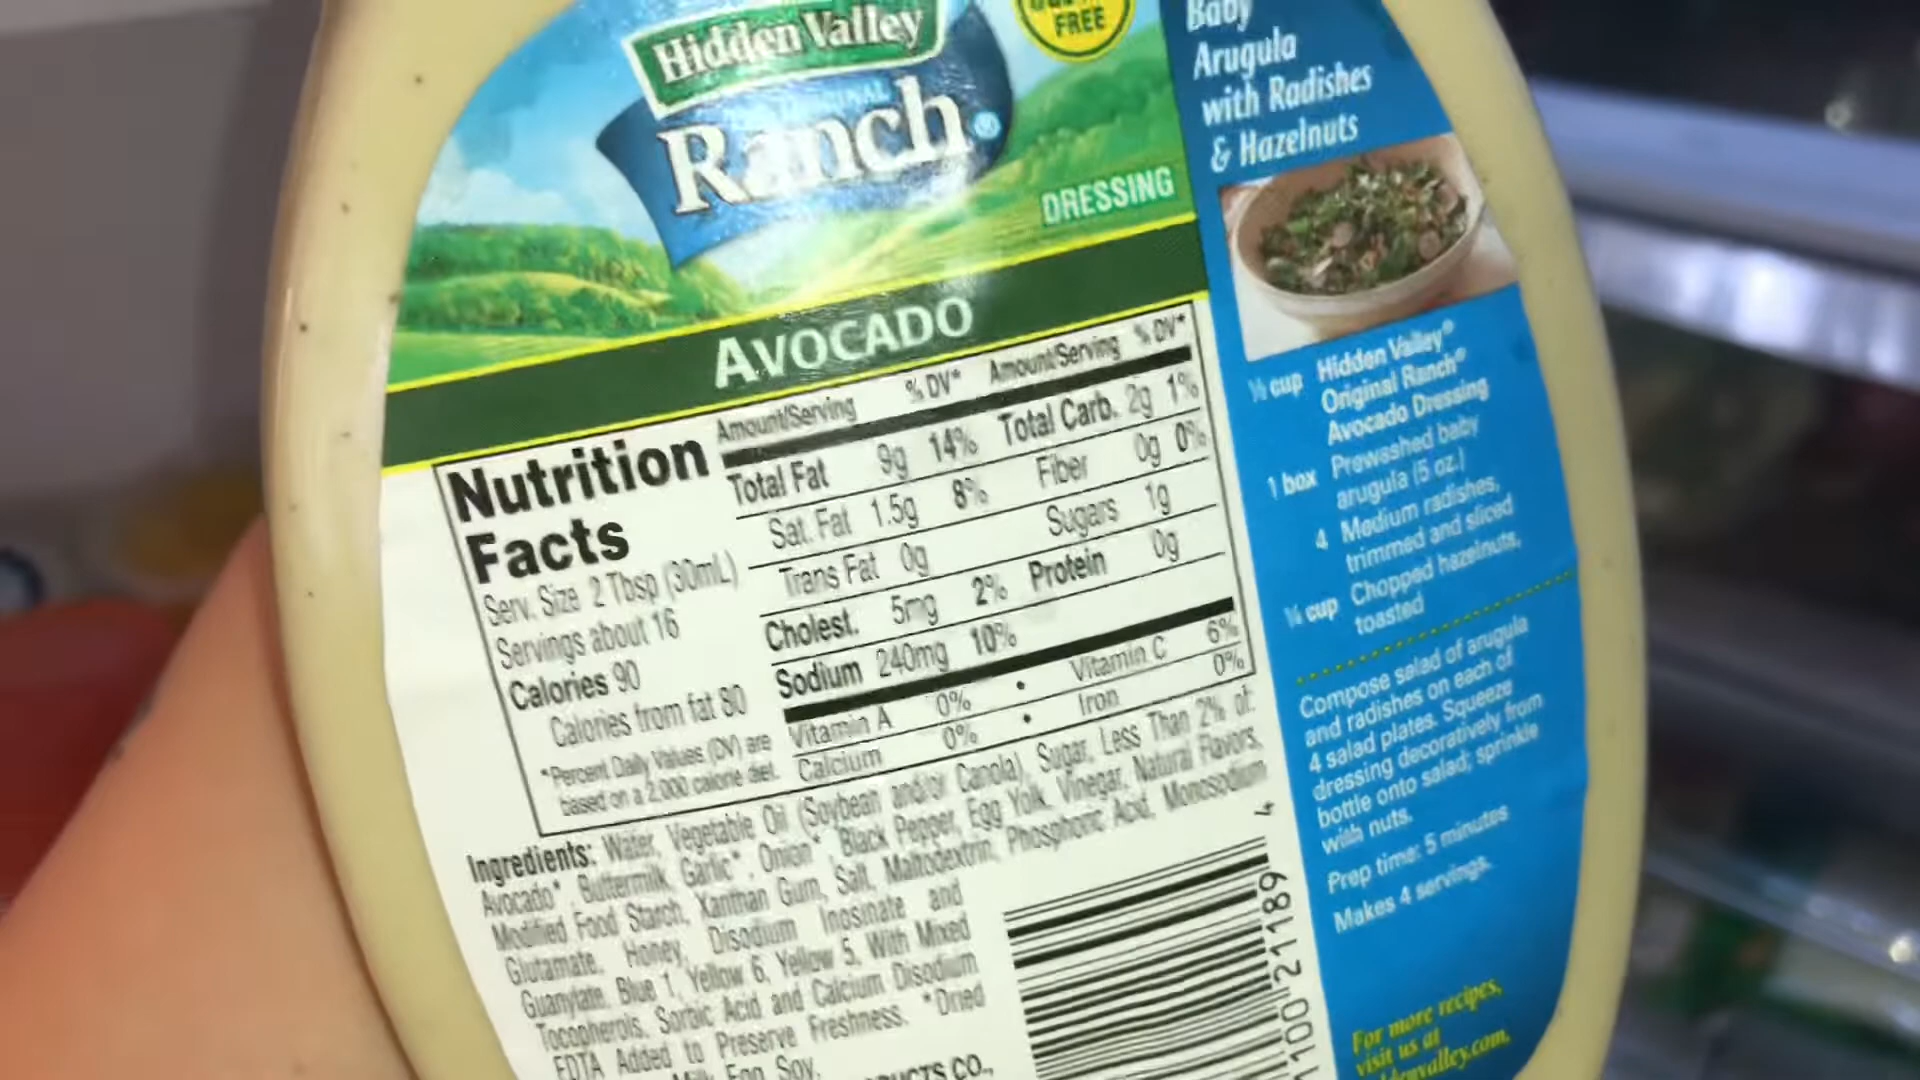 Hidden Valley
ORIGINAL
Ranch®
DRESSING
FREE
AVOCADO
Nutrition
Facts
Serv. Size 2 Tbsp (30mL)
Servings about 16
Calories 90
Calories from fat 80
*Percent Daily Values (DV) are
based on a 2,000 calorie diet.
Amount/Serving % DV* Amount/Serving % DV*
Total Fat 9g 14% Total Carb. 2g 1%
Sat. Fat 1.5g 8% Fiber 0g 0%
Trans Fat 0g Sugars 1g
Cholest. 5mg 2% Protein 0g
Sodium 240mg 10%
Vitamin A 0% • Vitamin C 6%
Calcium 0% • Iron 0%
Ingredients: Water, Vegetable Oil (Soybean and/or Canola), Sugar, Less Than 2% of:
Avocado*, Buttermilk, Garlic*, Onion*, Black Pepper, Egg Yolk, Vinegar, Natural Flavors,
Modified Food Starch, Xanthan Gum, Salt, Maltodextrin, Phosphoric Acid, Monosodium
Glutamate, Honey, Disodium Inosinate and
Guanylate, Blue 1, Yellow 6, Yellow 5, With Mixed
Tocopherols, Sorbic Acid and Calcium Disodium
EDTA Added to Preserve Freshness. *Dried
Milk, Egg, Soy.
CO.,
1100 21189 4
Baby
Arugula
with Radishes
& Hazelnuts
cup Hidden Valley®
Original Ranch®
Avocado Dressing
1 box Prewashed baby
arugula (5 oz.)
4 Medium radishes,
trimmed and sliced
cup Chopped hazelnuts,
toasted
Compose salad of arugula
and radishes on each of
4 salad plates. Squeeze
dressing decoratively from
bottle onto salad; sprinkle
with nuts.
Prep time: 5 minutes
Makes 4 servings.
For more recipes,
visit us at
valley.com.